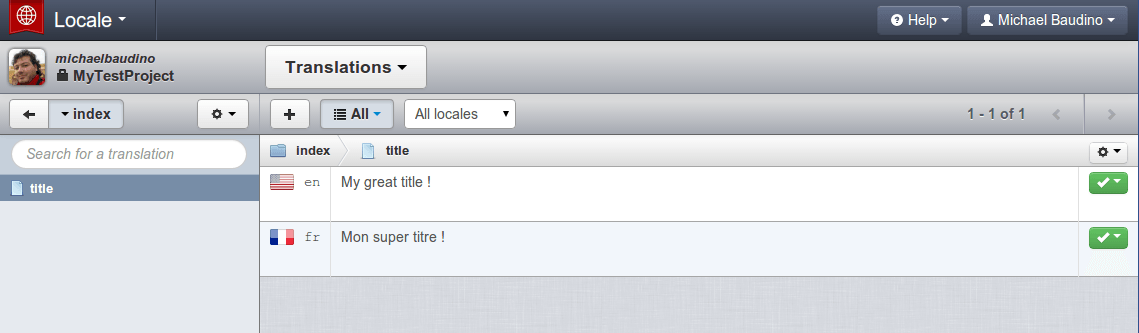 Locale
Help
Michael Baudino
michaelbaudino
MyTestProject
Translations
index
All
All locales
1 - 1 of 1
Search for a translation
index
title
title
en
My great title !
fr
Mon super titre !